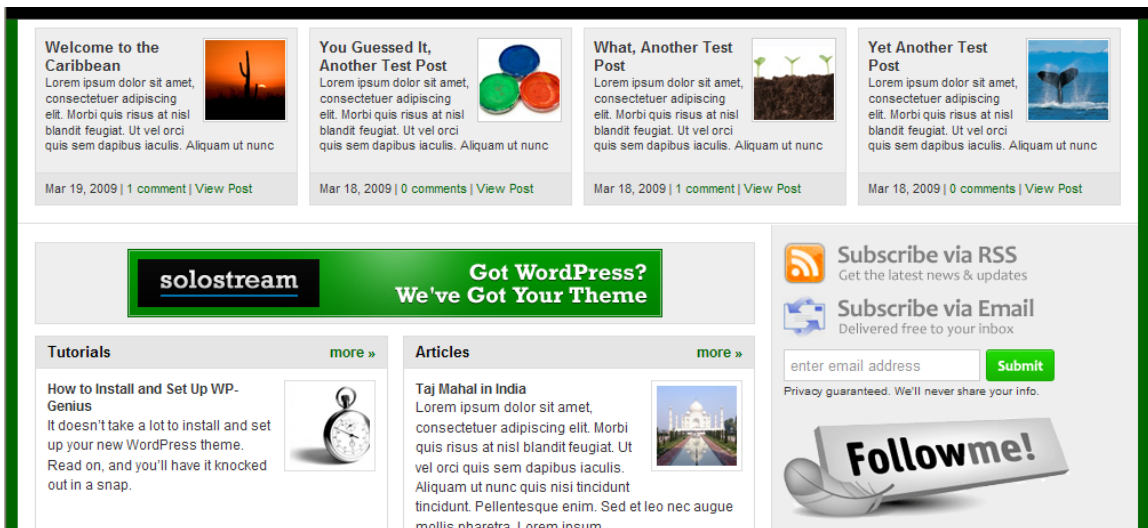 Welcome to the
Caribbean
Lorem ipsum dolor sit amet,
consectetuer adipiscing
elit. Morbi quis risus at nisl
blandit feugiat. Ut vel orci
quis sem dapibus iaculis. Aliquam ut nunc
Mar 19, 2009 | 1 comment | View Post
You Guessed It,
Another Test Post
Lorem ipsum dolor sit amet,
consectetuer adipiscing
elit. Morbi quis risus at nisl
blandit feugiat. Ut vel orci
quis sem dapibus iaculis. Aliquam ut nunc
Mar 18, 2009 | 0 comments | View Post
What, Another Test
Post
Lorem ipsum dolor sit amet,
consectetuer adipiscing
elit. Morbi quis risus at nisl
blandit feugiat. Ut vel orci
quis sem dapibus iaculis. Aliquam ut nunc
Mar 18, 2009 | 1 comment | View Post
Yet Another Test
Post
Lorem ipsum dolor sit amet,
consectetuer adipiscing
elit. Morbi quis risus at nisl
blandit feugiat. Ut vel orci
quis sem dapibus iaculis. Aliquam ut nunc
Mar 18, 2009 | 0 comments | View Post
solostream
Got WordPress?
We've Got Your Theme
Tutorials
more »
How to Install and Set Up WP-
Genius
It doesn't take a lot to install and set
up your new WordPress theme.
Read on, and you'll have it knocked
out in a snap.
Articles
more »
Taj Mahal in India
Lorem ipsum dolor sit amet,
consectetuer adipiscing elit. Morbi
quis risus at nisl blandit feugiat. Ut
vel orci quis sem dapibus iaculis.
Aliquam ut nunc quis nisi tincidunt
tincidunt. Pellentesque enim. Sed et leo nec augue
mollis pharetra. Lorem ipsum
Subscribe via RSS
Get the latest news & updates
Subscribe via Email
Delivered free to your inbox
enter email address
Submit
Privacy guaranteed. We'll never share your info.
Followme!